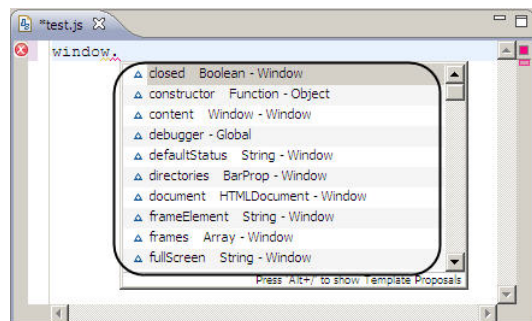 *test.js
window.
closed Boolean - Window
constructor Function - Object
content Window - Window
debugger - Global
defaultStatus String - Window
directories BarProp - Window
document HTMLDocument - Window
frameElement String - Window
frames Array - Window
fullScreen String - Window
Press 'Alt+/' to show Template Proposals